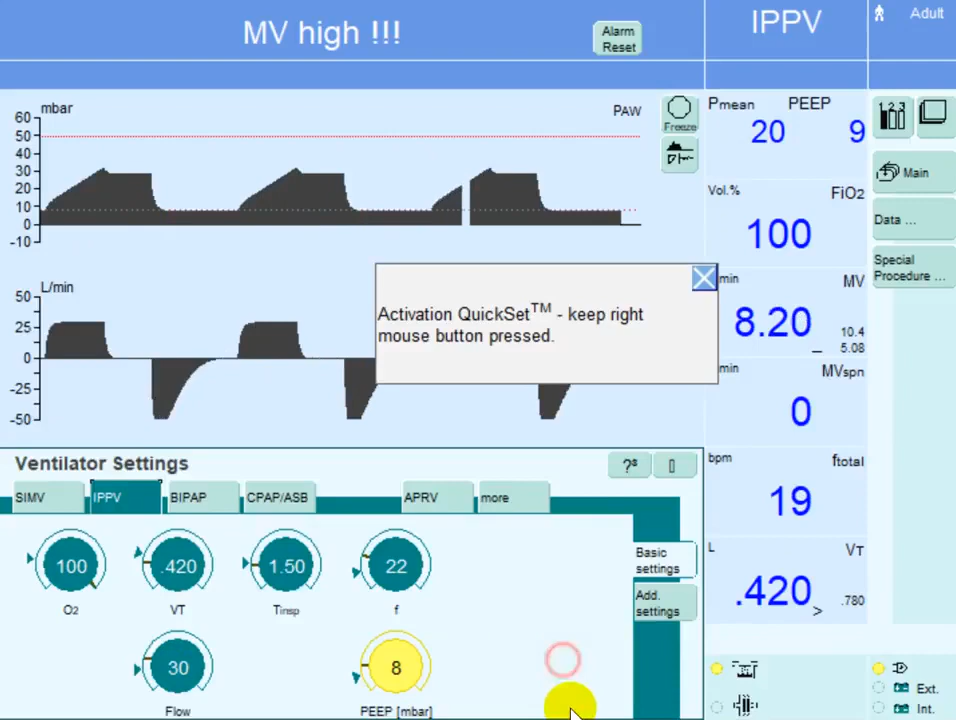 MV high !!!
Alarm
Reset
IPPV
Adult
mbar
PAW
60
50
40
30
20
10
0
-10
Freeze
Pmean
PEEP
20
9
1 2 3
Main
Vol.%
FiO2
100
Data ...
Special
Procedure ...
L/min
50
25
0
-25
-50
Activation QuickSet™ - keep right
mouse button pressed.
min
MV
8.20
10.4
5.08
min
MVspn
0
bpm
ftotal
19
L
VT
.420
.780
>
Ventilator Settings
?
SIMV
IPPV
BIPAP
CPAP/ASB
APRV
more
Basic
settings
Add.
settings
100
.420
1.50
22
O2
VT
Tinsp
f
30
8
Flow
PEEP [mbar]
Ext.
Int.